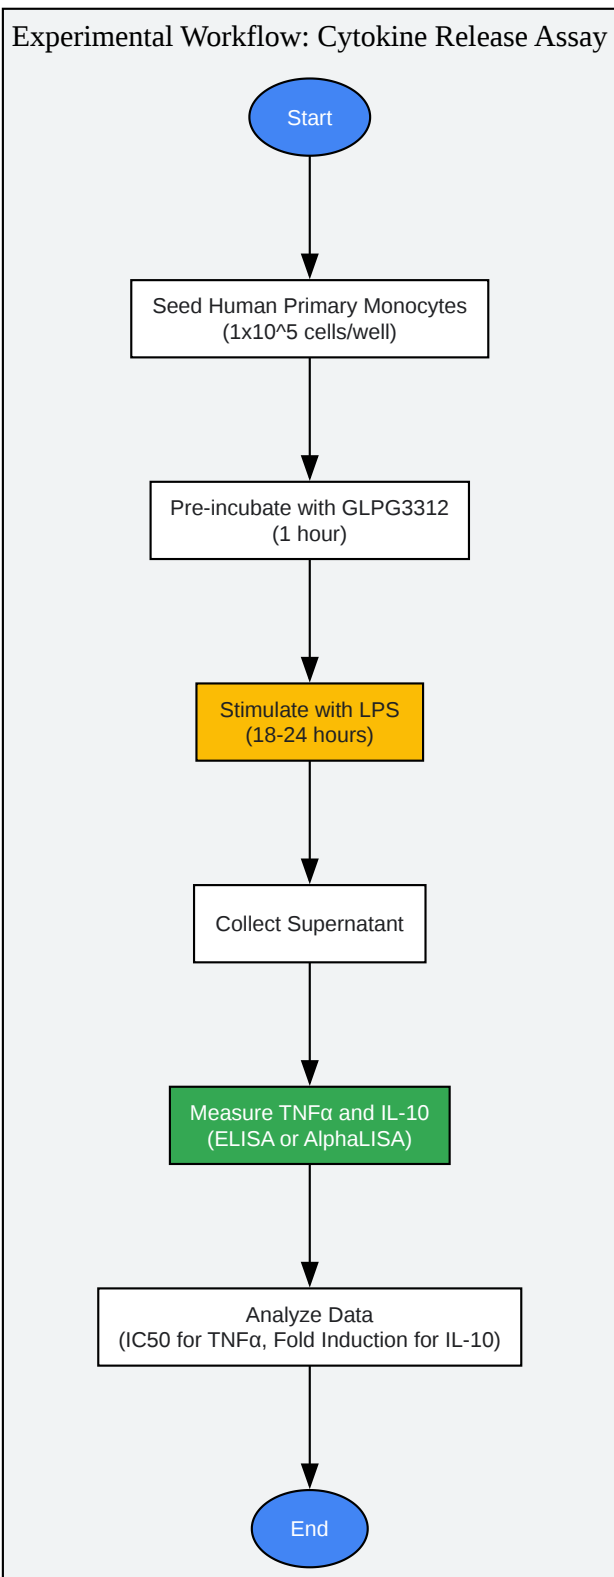 Experimental Workflow: Cytokine Release Assay
Start
Seed Human Primary Monocytes
(1x10^5 cells/well)
Pre-incubate with GLPG3312
(1 hour)
Stimulate with LPS
(18-24 hours)
Collect Supernatant
Measure TNFα and IL-10
(ELISA or AlphaLISA)
Analyze Data
(IC50 for TNFα, Fold Induction for IL-10)
End